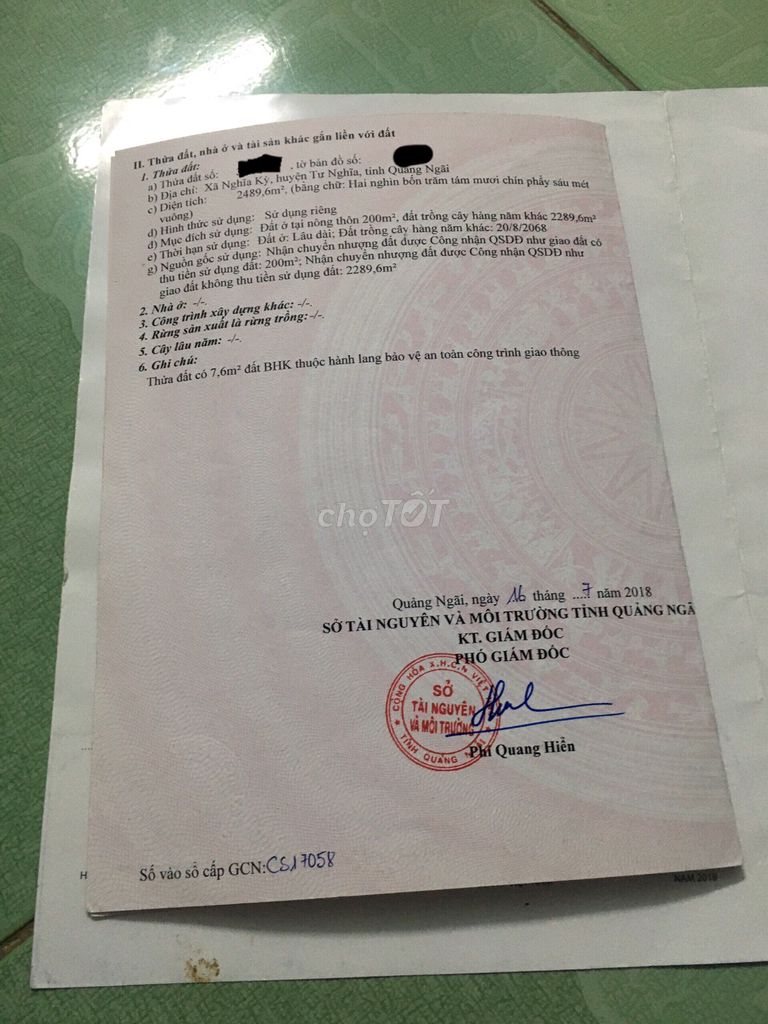 II. Thửa đất, nhà ở và tài sản khác gắn liền với đất
1. Thửa đất:
a) Thửa đất số: , tờ bản đồ số:
b) Địa chỉ: Xã Nghĩa Kỳ, huyện Tư Nghĩa, tỉnh Quảng Ngãi
c) Diện tích: 2489,6m², (bằng chữ: Hai nghìn bốn trăm tám mươi chín phẩy sáu mét
vuông)
d) Hình thức sử dụng: Sử dụng riêng
đ) Mục đích sử dụng: Đất ở tại nông thôn 200m², đất trồng cây hàng năm khác 2289,6m²
e) Thời hạn sử dụng: Đất ở: Lâu dài; Đất trồng cây hàng năm khác: 20/8/2068
g) Nguồn gốc sử dụng: Nhận chuyển nhượng đất được Công nhận QSDĐ như giao đất có
thu tiền sử dụng đất: 200m²; Nhận chuyển nhượng đất được Công nhận QSDĐ như
giao đất không thu tiền sử dụng đất: 2289,6m²
2. Nhà ở: -/-.
3. Công trình xây dựng khác: -/-.
4. Rừng sản xuất là rừng trồng: -/-.
5. Cây lâu năm: -/-.
6. Ghi chú:
Thửa đất có 7,6m² đất BHK thuộc hành lang bảo vệ an toàn công trình giao thông
chợTỐT
Quảng Ngãi, ngày 16 tháng ....7 năm 2018
SỞ TÀI NGUYÊN VÀ MÔI TRƯỜNG TỈNH QUẢNG NGÃ
KT. GIÁM ĐỐC
PHÓ GIÁM ĐỐC
CỘNG HÒA X.H.C.N VIỆT
SỞ
TÀI NGUYÊN
VÀ MÔI TRƯỜNG
TỈNH QUẢNG NGÃI
Phí Quang Hiển
Số vào sổ cấp GCN: CS17058
NĂM 2018